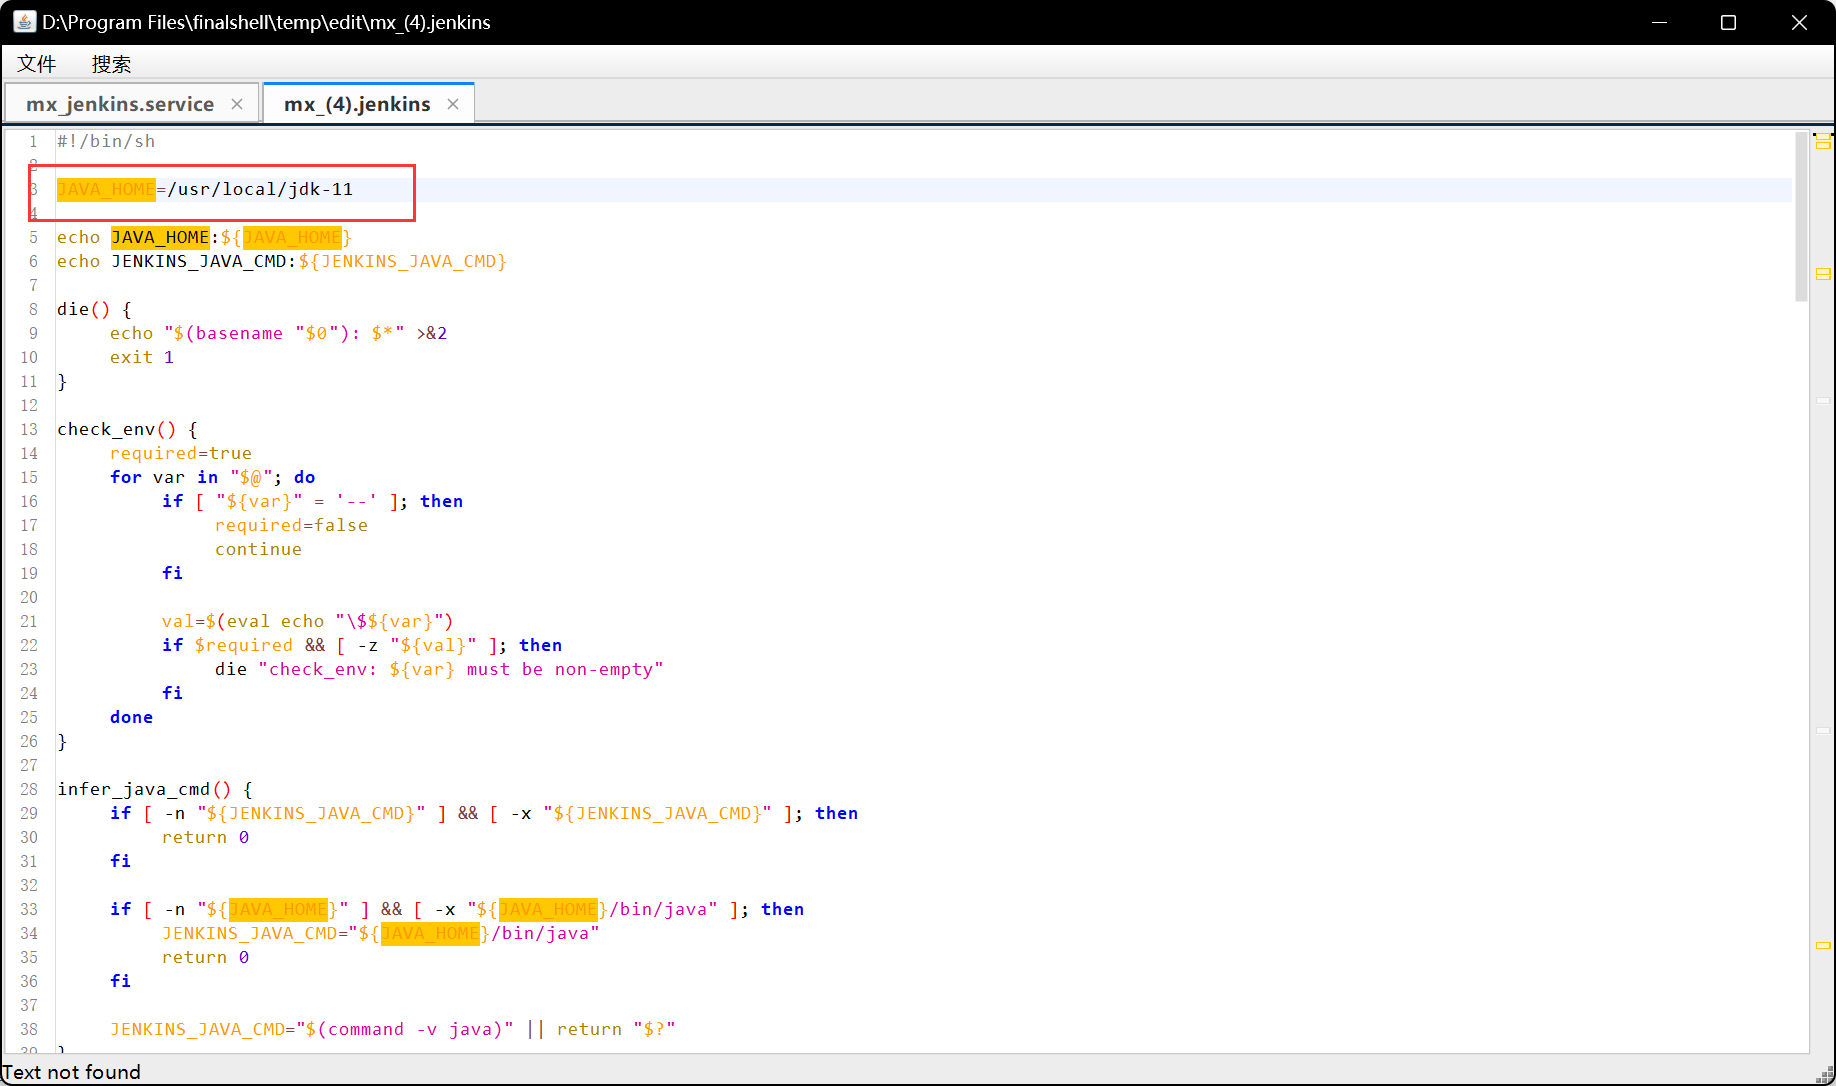 D:\Program Files\finalshell\temp\edit\mx_(4).jenkins
文件 搜索
mx_jenkins.service mx_(4).jenkins
1 #!/bin/sh
2
3 JAVA_HOME=/usr/local/jdk-11
4
5 echo JAVA_HOME:${JAVA_HOME}
6 echo JENKINS_JAVA_CMD:${JENKINS_JAVA_CMD}
7
8 die() {
9 echo "$(basename "$0"): $*" >&2
10 exit 1
11 }
12
13 check_env() {
14 required=true
15 for var in "$@"; do
16 if [ "${var}" = '--' ]; then
17 required=false
18 continue
19 fi
20
21 val=$(eval echo "\$${var}")
22 if $required && [ -z "${val}" ]; then
23 die "check_env: ${var} must be non-empty"
24 fi
25 done
26 }
27
28 infer_java_cmd() {
29 if [ -n "${JENKINS_JAVA_CMD}" ] && [ -x "${JENKINS_JAVA_CMD}" ]; then
30 return 0
31 fi
32
33 if [ -n "${JAVA_HOME}" ] && [ -x "${JAVA_HOME}/bin/java" ]; then
34 JENKINS_JAVA_CMD="${JAVA_HOME}/bin/java"
35 return 0
36 fi
37
38 JENKINS_JAVA_CMD="$(command -v java)" || return "$?"
39 }
Text not found